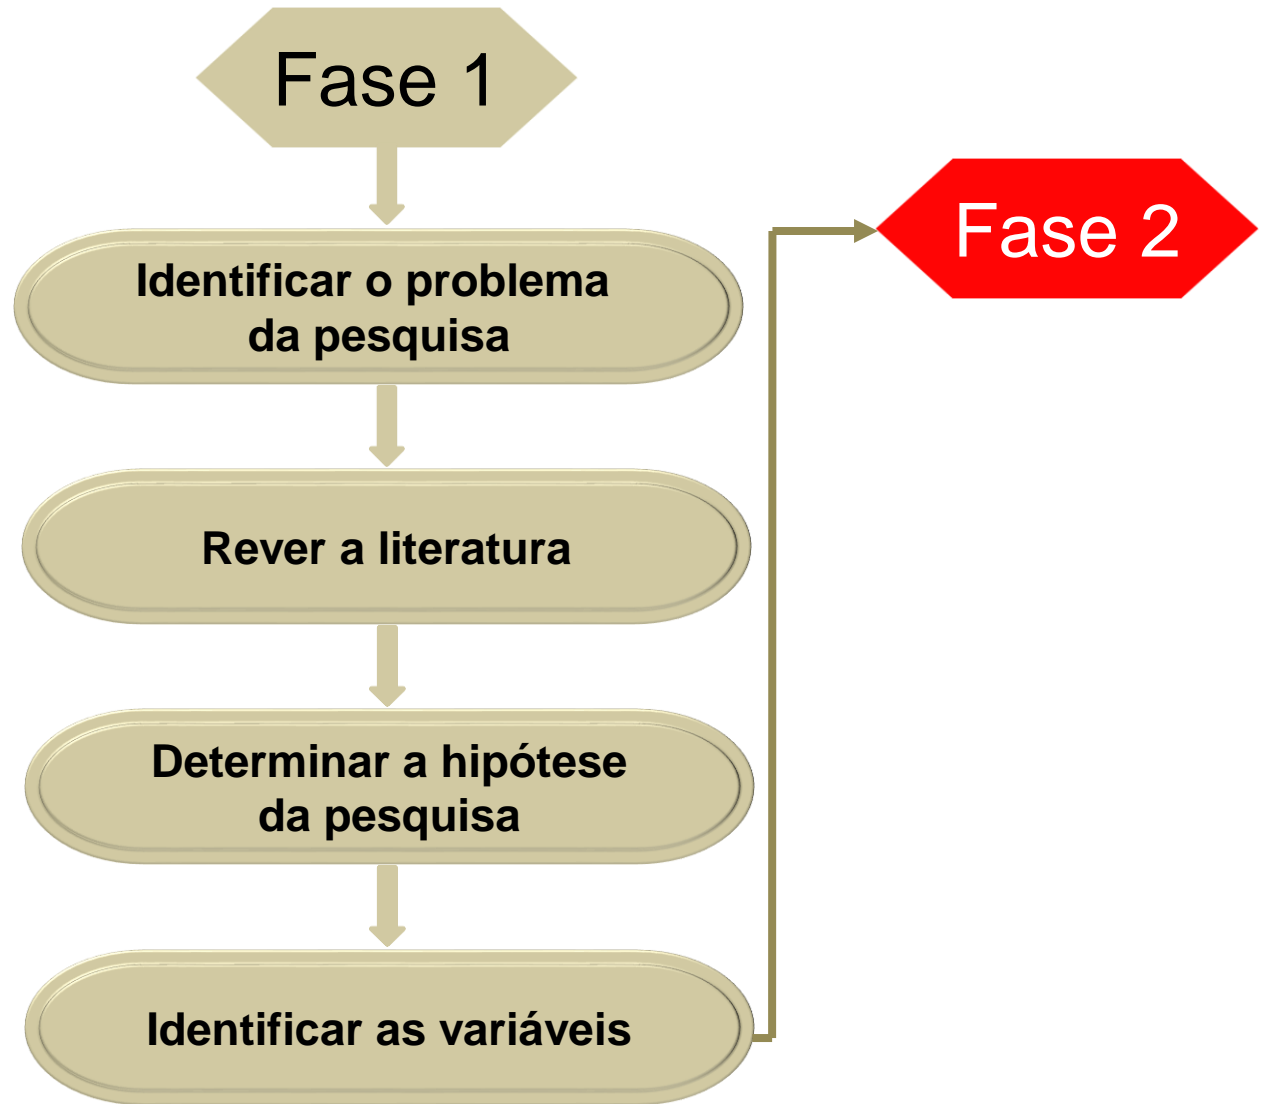 Fase 1
Fase 2
Identificar o problema
da pesquisa
Rever a literatura
Determinar a hipótese
da pesquisa
Identificar as variáveis